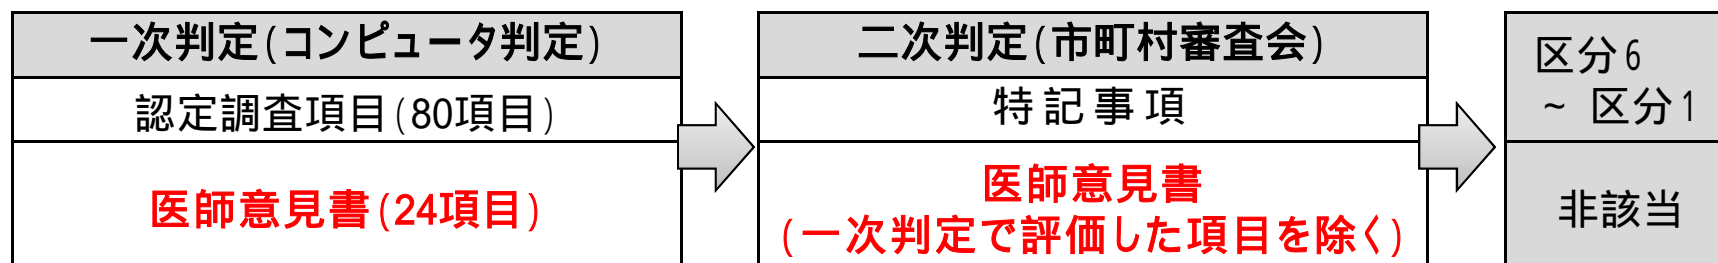 一次判定(コンピュータ判定)
認定調査項目(80項目)
医師意見書(24項目)
二次判定(市町村審査会)
特記事項
医師意見書
(一次判定で評価した項目を除く)
区分6
~ 区分1
非該当